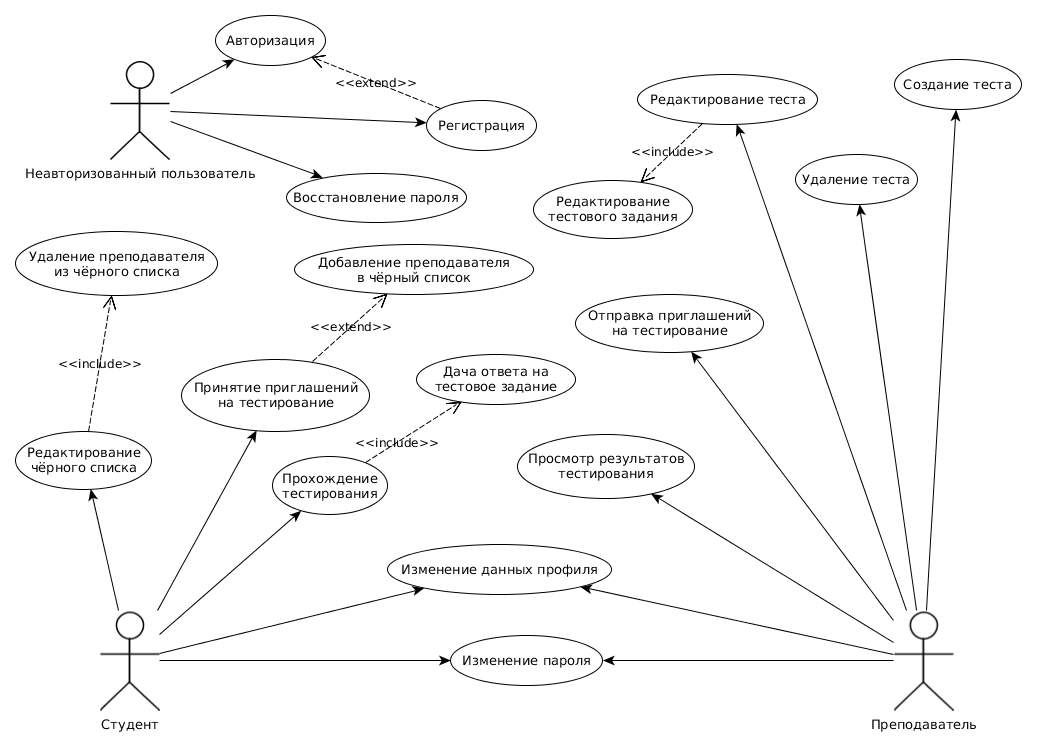 Авторизация
<<extend>>
Регистрация
Неавторизованный пользователь
Восстановление пароля
Редактирование теста
Создание теста
<<include>>
Удаление теста
Редактирование
тестового задания
Удаление преподавателя
из чёрного списка
Добавление преподавателя
в чёрный список
<<extend>>
Отправка приглашений
на тестирование
<<include>>
Принятие приглашений
на тестирование
Дача ответа на
тестовое задание
<<include>>
Редактирование
чёрного списка
Прохождение
тестирования
Просмотр результатов
тестирования
Изменение данных профиля
Изменение пароля
Студент
Преподаватель